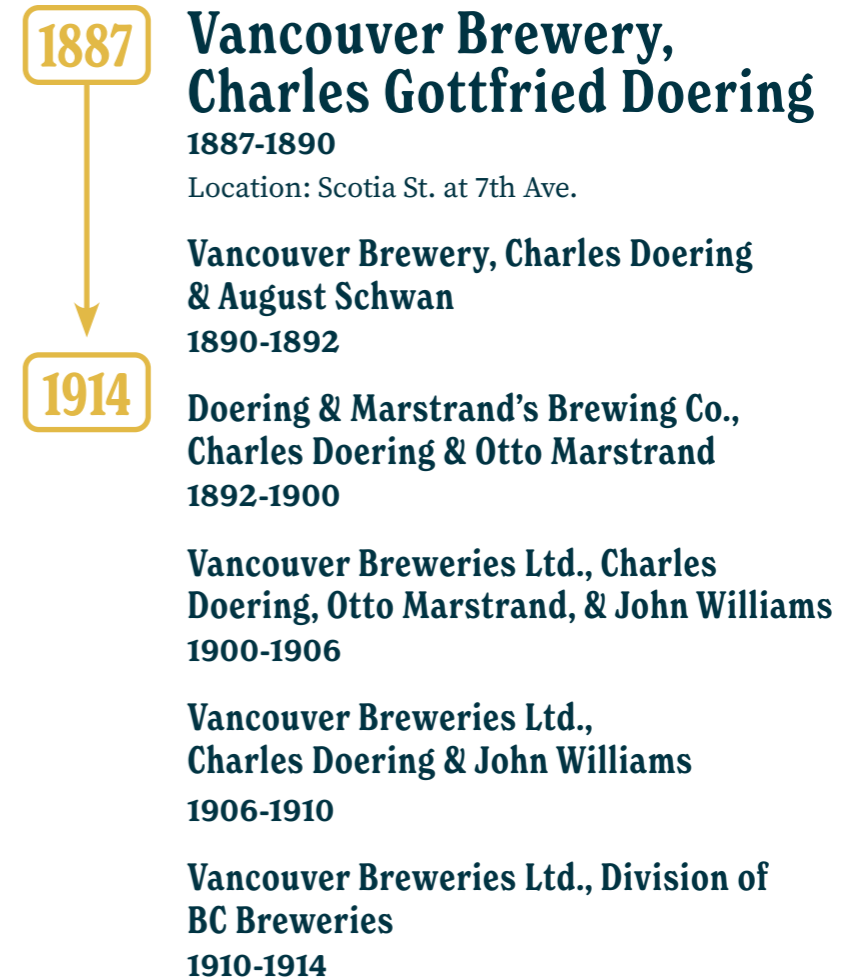 1887
Vancouver Brewery,
Charles Gottfried Doering
1887-1890
Location: Scotia St. at 7th Ave.
Vancouver Brewery, Charles Doering
& August Schwan
1890-1892
1914
Doering & Marstrand’s Brewing Co.,
Charles Doering & Otto Marstrand
1892-1900
Vancouver Breweries Ltd., Charles
Doering, Otto Marstrand, & John Williams
1900-1906
Vancouver Breweries Ltd.,
Charles Doering & John Williams
1906-1910
Vancouver Breweries Ltd., Division of
BC Breweries
1910-1914